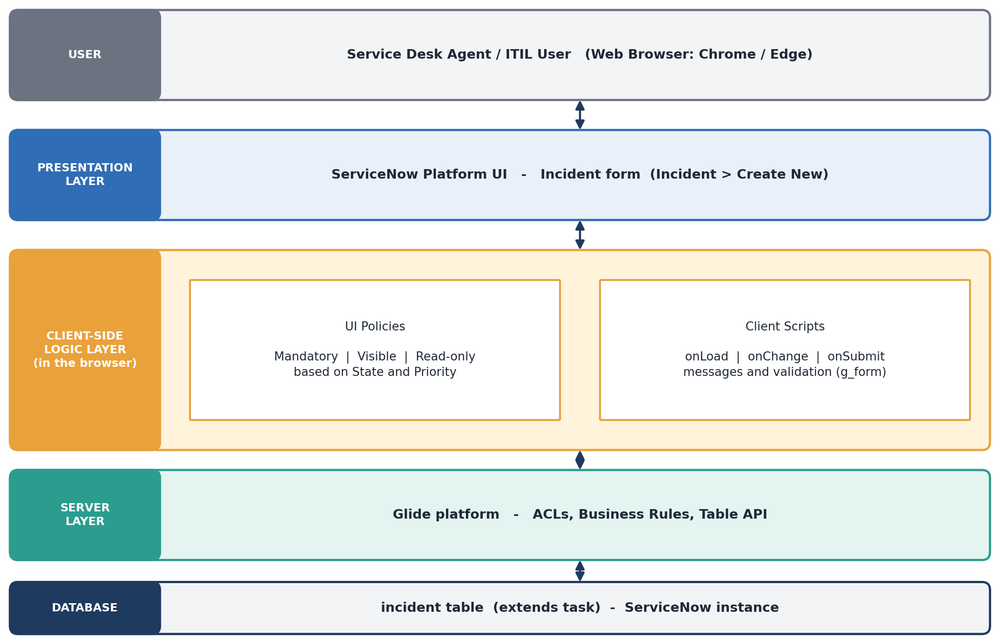 USER
Service Desk Agent / ITIL User (Web Browser: Chrome / Edge)
PRESENTATION
LAYER
ServiceNow Platform UI - Incident form (Incident > Create New)
CLIENT-SIDE
LOGIC LAYER
(in the browser)
UI Policies
Mandatory | Visible | Read-only
based on State and Priority
Client Scripts
onLoad | onChange | onSubmit
messages and validation (g_form)
SERVER
LAYER
Glide platform - ACLs, Business Rules, Table API
DATABASE
incident table (extends task) - ServiceNow instance